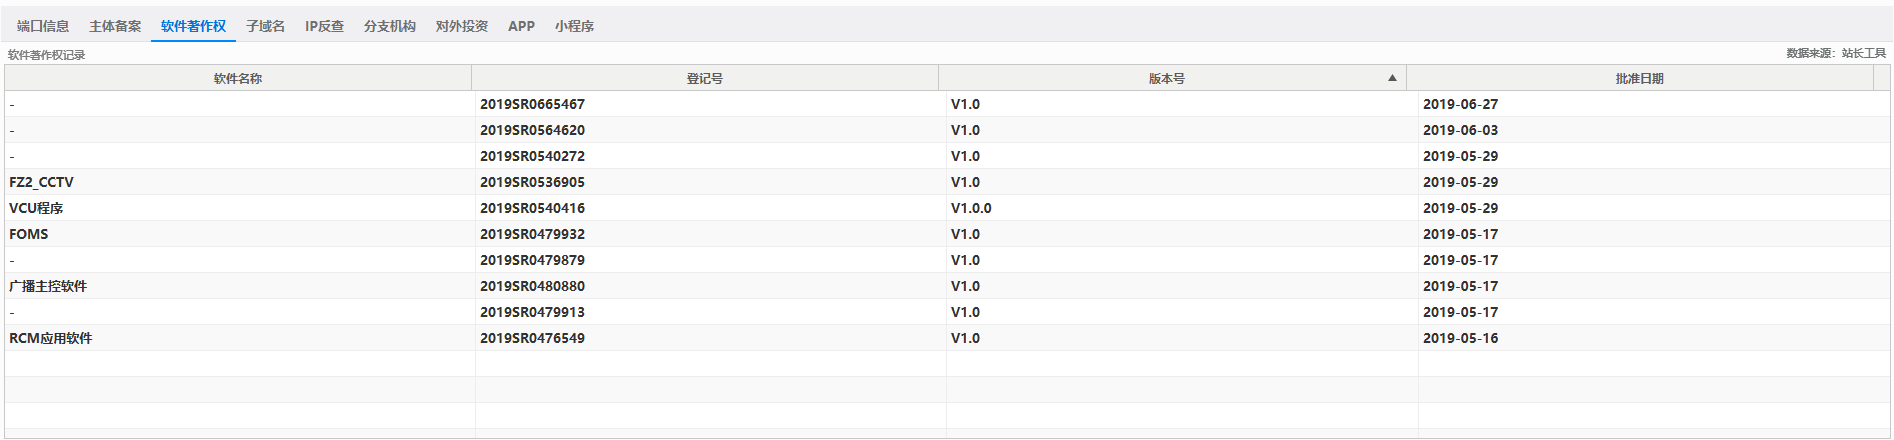 端口信息 主体备案 软件著作权 子域名 IP反查 分支机构 对外投资 APP 小程序
软件著作权记录 数据来源：站长工具
软件名称 登记号 版本号 ▲ 批准日期
- 2019SR0665467 V1.0 2019-06-27
- 2019SR0564620 V1.0 2019-06-03
- 2019SR0540272 V1.0 2019-05-29
FZ2_CCTV 2019SR0536905 V1.0 2019-05-29
VCU程序 2019SR0540416 V1.0.0 2019-05-29
FOMS 2019SR0479932 V1.0 2019-05-17
- 2019SR0479879 V1.0 2019-05-17
广播主控软件 2019SR0480880 V1.0 2019-05-17
- 2019SR0479913 V1.0 2019-05-17
RCM应用软件 2019SR0476549 V1.0 2019-05-16